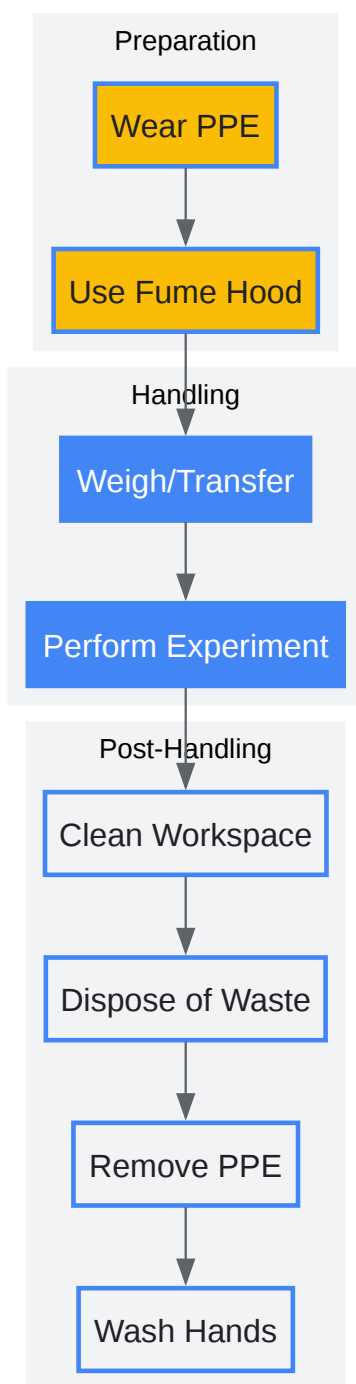 Preparation
Wear PPE
Use Fume Hood
Handling
Weigh/Transfer
Perform Experiment
Post-Handling
Clean Workspace
Dispose of Waste
Remove PPE
Wash Hands